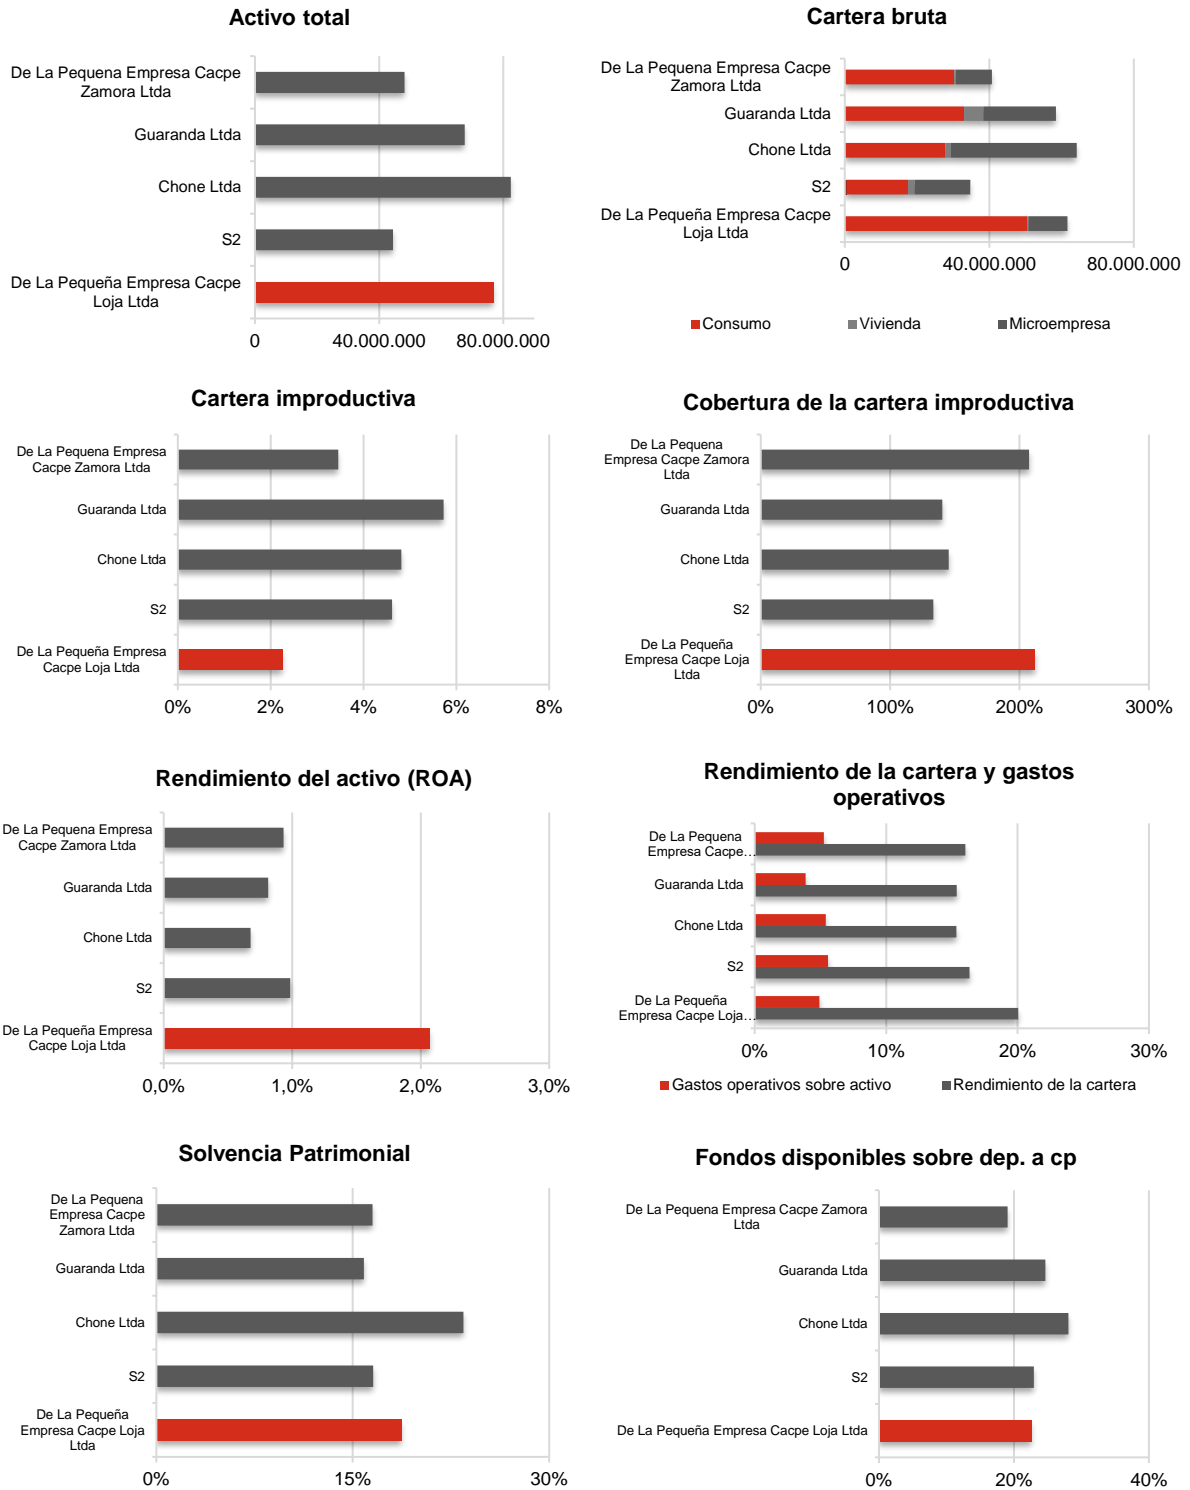 Activo total
De La Pequena Empresa Cacpe
Zamora Ltda
Guaranda Ltda
Chone Ltda
S2
De La Pequeña Empresa Cacpe
Loja Ltda
0
40.000.000
80.000.000
Cartera bruta
De La Pequena Empresa Cacpe
Zamora Ltda
Guaranda Ltda
Chone Ltda
S2
De La Pequeña Empresa Cacpe
Loja Ltda
0
40.000.000
80.000.000
Consumo
Vivienda
Microempresa
Cartera improductiva
De La Pequena Empresa
Cacpe Zamora Ltda
Guaranda Ltda
Chone Ltda
S2
De La Pequeña Empresa
Cacpe Loja Ltda
0%
2%
4%
6%
8%
Cobertura de la cartera improductiva
De La Pequena
Empresa Cacpe Zamora
Ltda
Guaranda Ltda
Chone Ltda
S2
De La Pequeña
Empresa Cacpe Loja
Ltda
0%
100%
200%
300%
Rendimiento del activo (ROA)
De La Pequena Empresa
Cacpe Zamora Ltda
Guaranda Ltda
Chone Ltda
S2
De La Pequeña Empresa
Cacpe Loja Ltda
0,0%
1,0%
2,0%
3,0%
Rendimiento de la cartera y gastos
operativos
De La Pequena
Empresa Cacpe…
Guaranda Ltda
Chone Ltda
S2
De La Pequeña
Empresa Cacpe Loja…
0%
10%
20%
30%
Gastos operativos sobre activo
Rendimiento de la cartera
Solvencia Patrimonial
De La Pequena
Empresa Cacpe
Zamora Ltda
Guaranda Ltda
Chone Ltda
S2
De La Pequeña
Empresa Cacpe Loja
Ltda
0%
15%
30%
Fondos disponibles sobre dep. a cp
De La Pequena Empresa Cacpe Zamora
Ltda
Guaranda Ltda
Chone Ltda
S2
De La Pequeña Empresa Cacpe Loja Ltda
0%
20%
40%